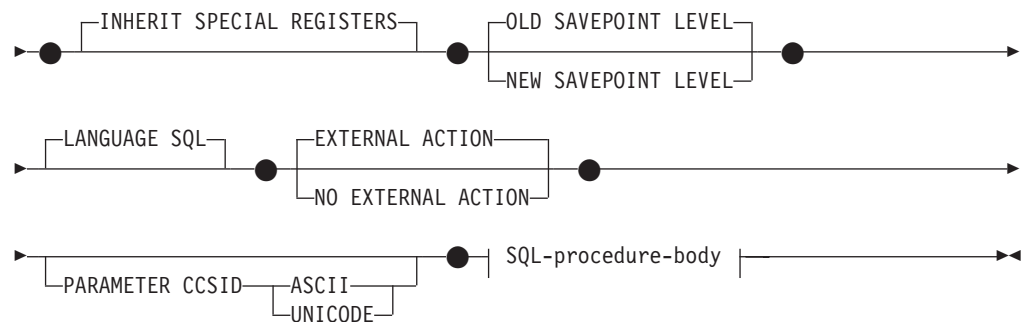 INHERIT SPECIAL REGISTERS OLD SAVEPOINT LEVEL
NEW SAVEPOINT LEVEL
LANGUAGE SQL EXTERNAL ACTION
NO EXTERNAL ACTION
SQL-procedure-body
PARAMETER CCSID ASCII
UNICODE